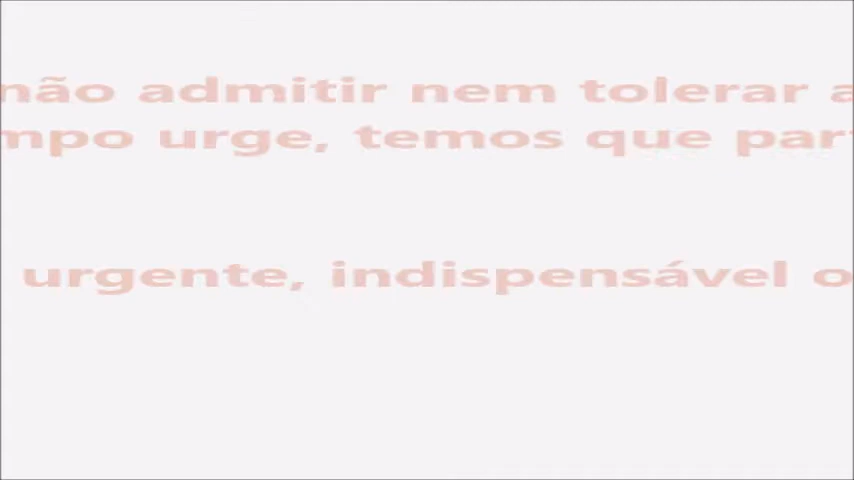 não admitir nem tolerar a
mpo urge, temos que par
urgente, indispensável o